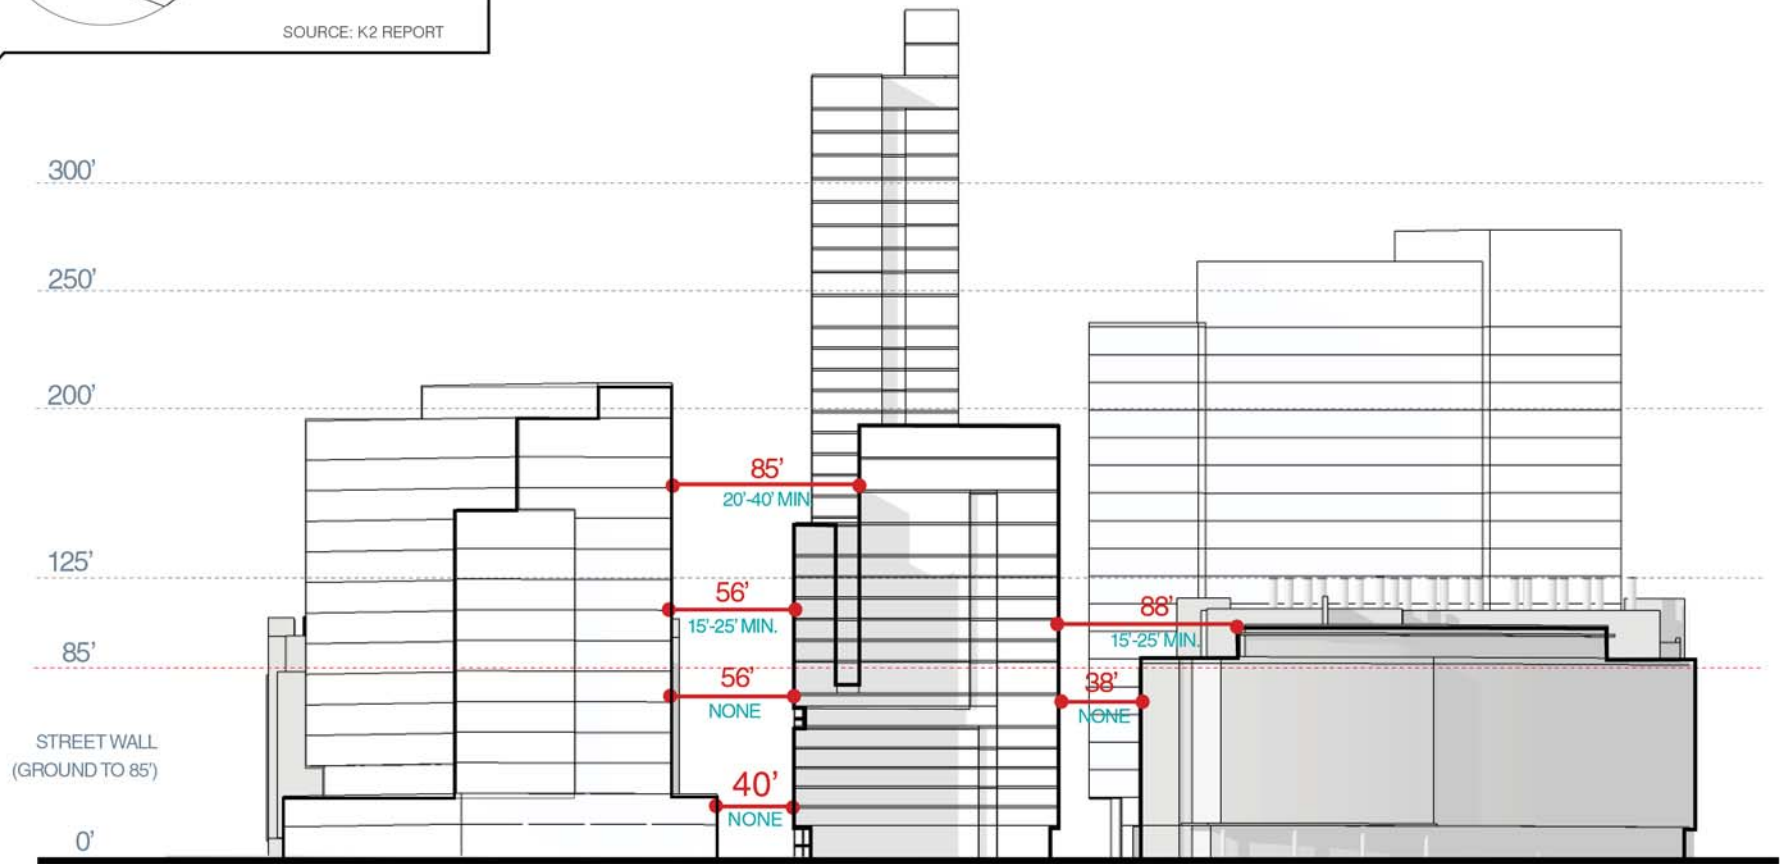 SOURCE: K2 REPORT
300'
250'
200'
85'
20'-40' MIN
125'
56'
15'-25' MIN.
88'
15'-25' MIN.
85'
56'
NONE
38'
NONE
STREET WALL
(GROUND TO 85')
40'
NONE
0'